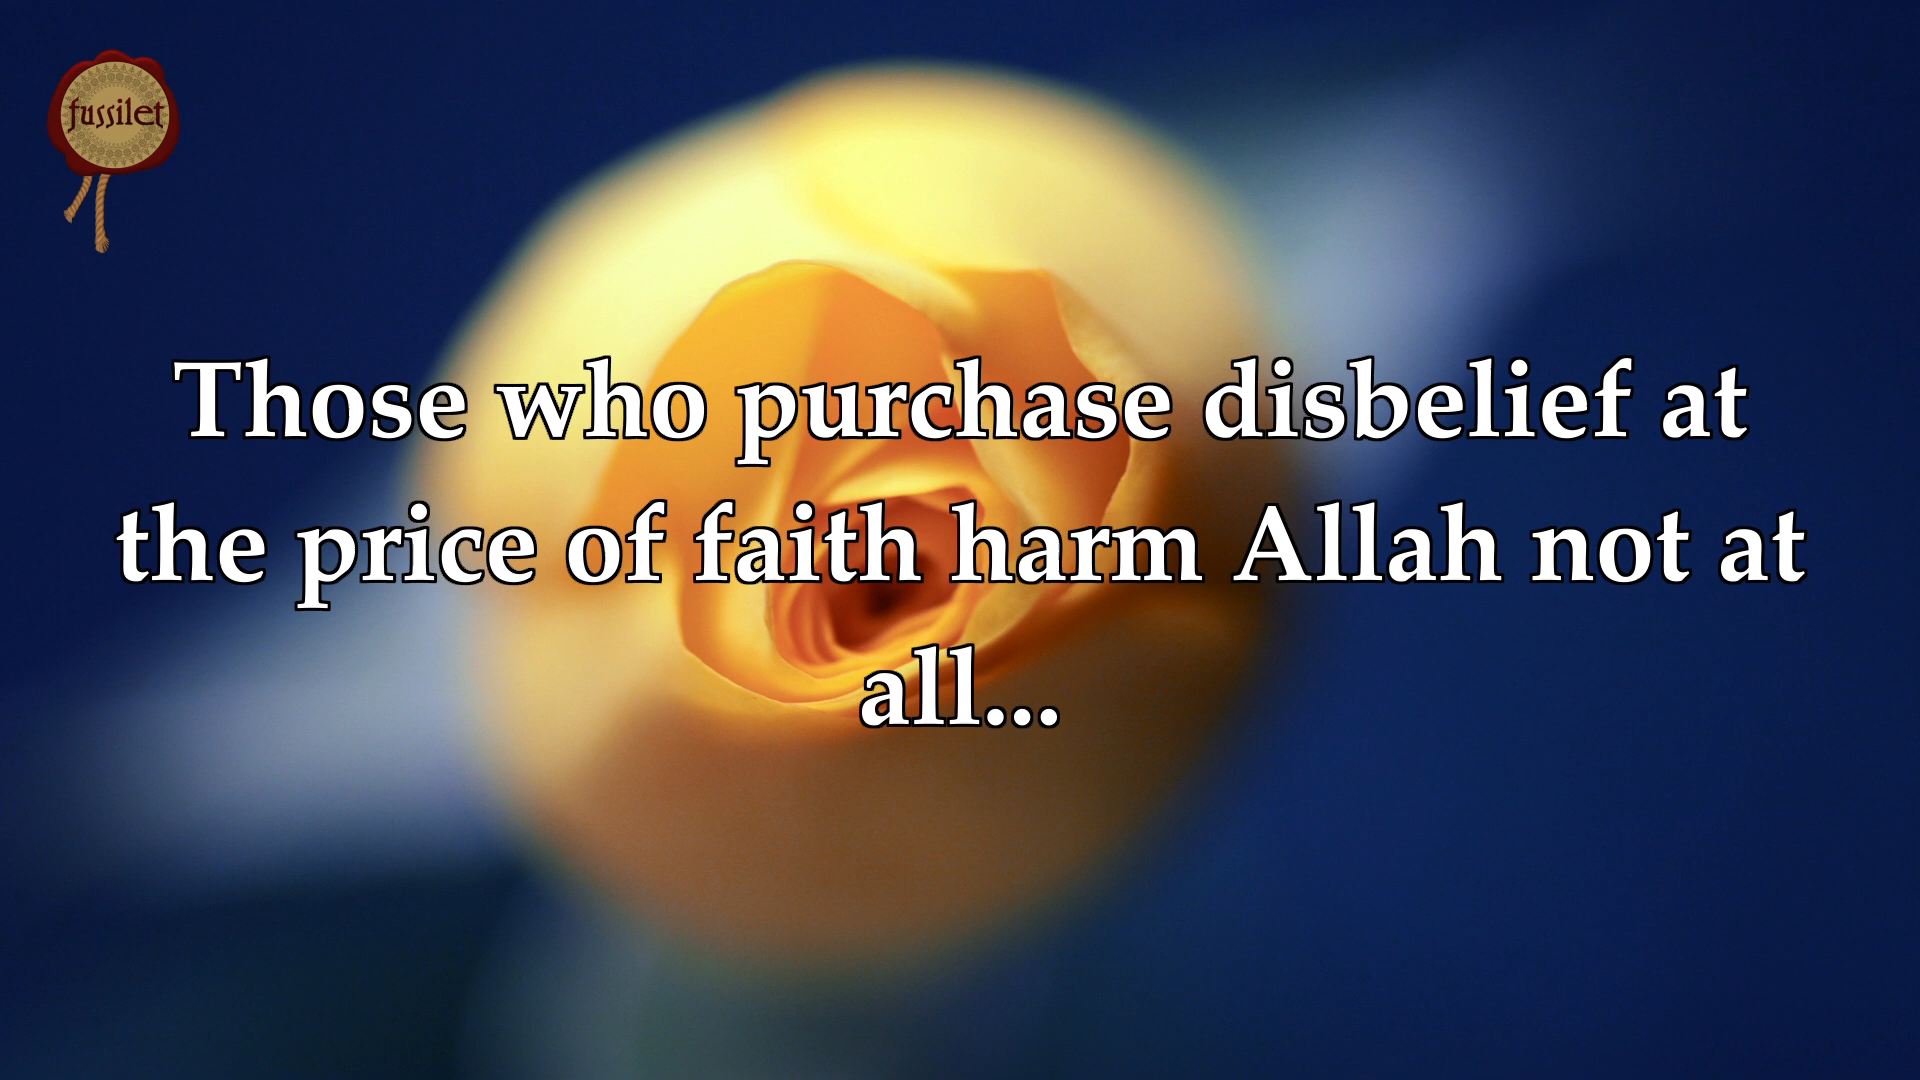 fussilet
Those who purchase disbelief at
the price of faith harm Allah not at
all...